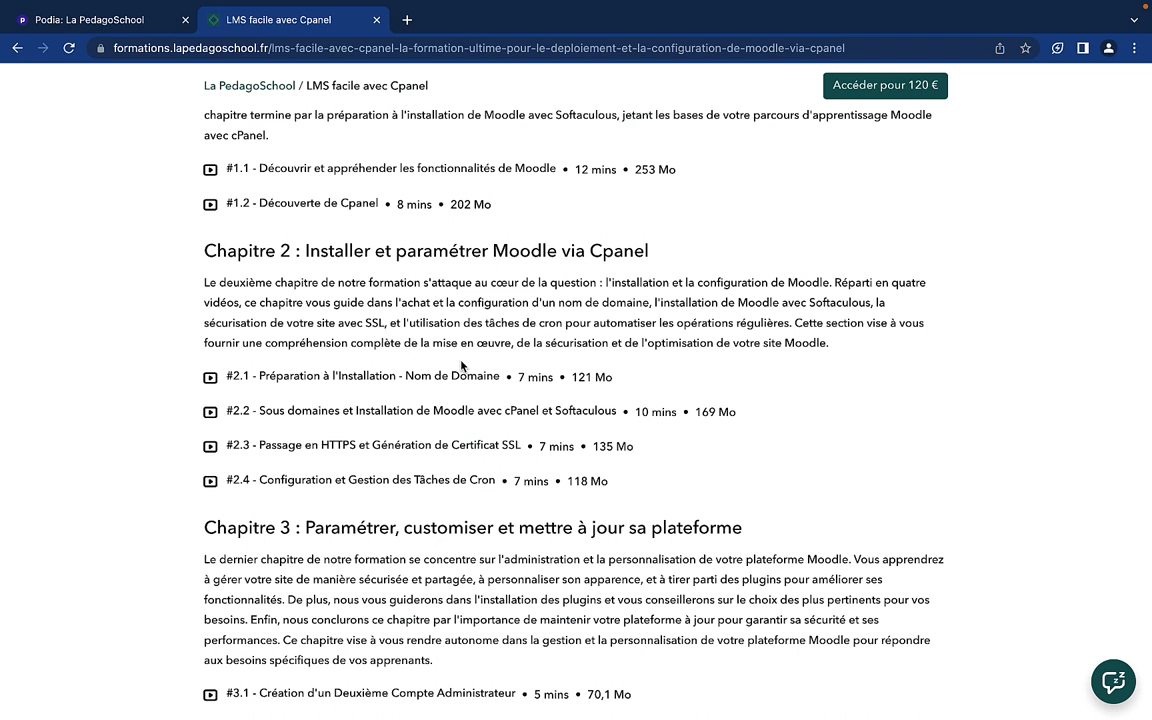 Podia: La PedagoSchool
LMS facile avec Cpanel
formations.lapedagoschool.fr/lms-facile-avec-cpanel-la-formation-ultime-pour-le-deploiement-et-la-configuration-de-moodle-via-cpanel
La PedagoSchool / LMS facile avec Cpanel
Accéder pour 120 €
chapitre termine par la préparation à l'installation de Moodle avec Softaculous, jetant les bases de votre parcours d'apprentissage Moodle
avec cPanel.
#1.1 - Découvrir et appréhender les fonctionnalités de Moodle • 12 mins • 253 Mo
#1.2 - Découverte de Cpanel • 8 mins • 202 Mo
Chapitre 2 : Installer et paramétrer Moodle via Cpanel
Le deuxième chapitre de notre formation s'attaque au cœur de la question : l'installation et la configuration de Moodle. Réparti en quatre
vidéos, ce chapitre vous guide dans l'achat et la configuration d'un nom de domaine, l'installation de Moodle avec Softaculous, la
sécurisation de votre site avec SSL, et l'utilisation des tâches de cron pour automatiser les opérations régulières. Cette section vise à vous
fournir une compréhension complète de la mise en œuvre, de la sécurisation et de l'optimisation de votre site Moodle.
#2.1 - Préparation à l'Installation - Nom de Domaine • 7 mins • 121 Mo
#2.2 - Sous domaines et Installation de Moodle avec cPanel et Softaculous • 10 mins • 169 Mo
#2.3 - Passage en HTTPS et Génération de Certificat SSL • 7 mins • 135 Mo
#2.4 - Configuration et Gestion des Tâches de Cron • 7 mins • 118 Mo
Chapitre 3 : Paramétrer, customiser et mettre à jour sa plateforme
Le dernier chapitre de notre formation se concentre sur l'administration et la personnalisation de votre plateforme Moodle. Vous apprendrez
à gérer votre site de manière sécurisée et partagée, à personnaliser son apparence, et à tirer parti des plugins pour améliorer ses
fonctionnalités. De plus, nous vous guiderons dans l'installation des plugins et vous conseillerons sur le choix des plus pertinents pour vos
besoins. Enfin, nous conclurons ce chapitre par l'importance de maintenir votre plateforme à jour pour garantir sa sécurité et ses
performances. Ce chapitre vise à vous rendre autonome dans la gestion et la personnalisation de votre plateforme Moodle pour répondre
aux besoins spécifiques de vos apprenants.
#3.1 - Création d'un Deuxième Compte Administrateur • 5 mins • 70,1 Mo